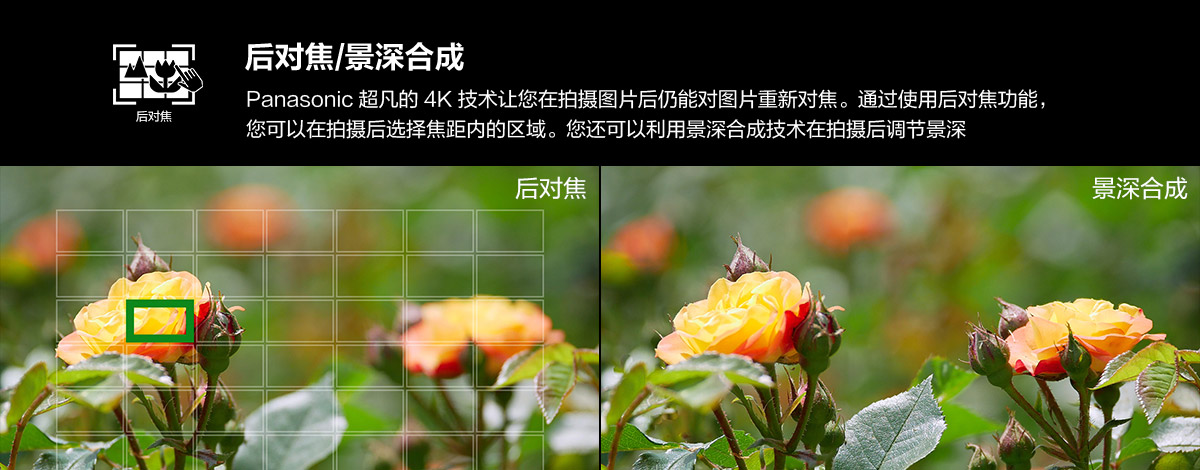 后对焦/景深合成
后对焦
Panasonic 超凡的 4K 技术让您在拍摄图片后仍能对图片重新对焦。通过使用后对焦功能，
您可以在拍摄后选择焦距内的区域。您还可以利用景深合成技术在拍摄后调节景深
后对焦
景深合成